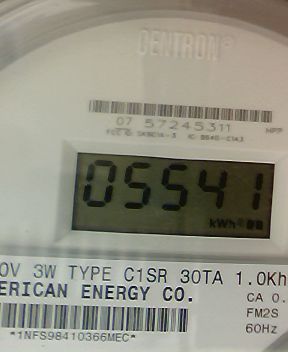 CENTRON®
07 57245311 HPP
05541
kWh
0V 3W TYPE C1SR 30TA 1.0Kh
ERICAN ENERGY CO. CA 0.
FM2S
60Hz
*1NFS98410366MEC*